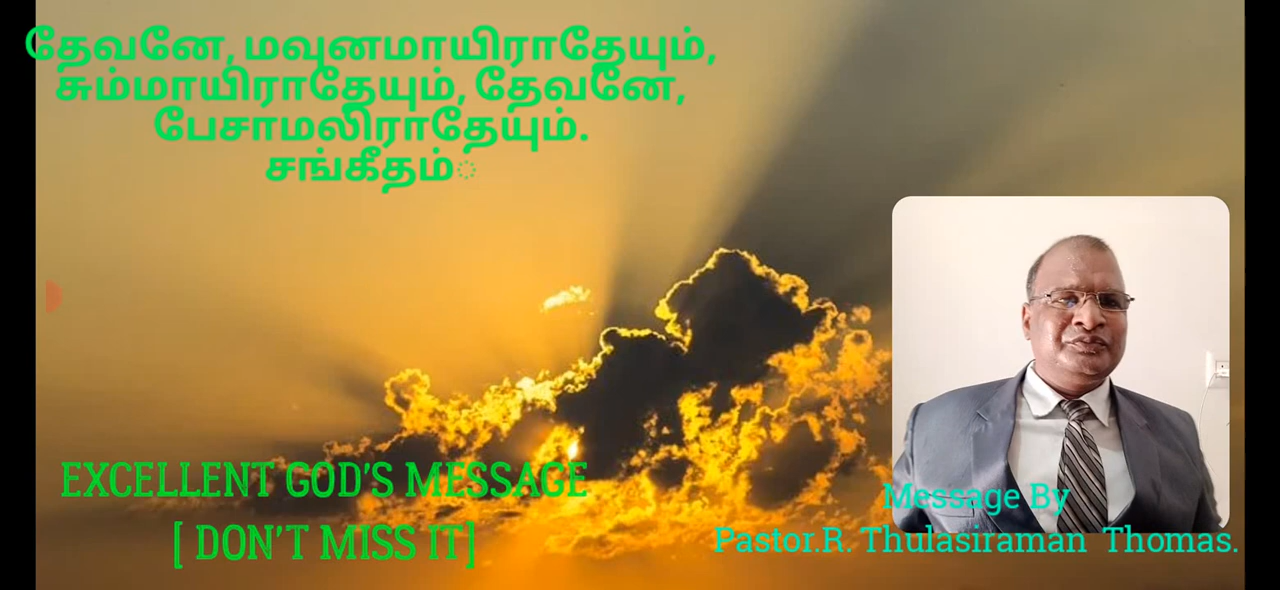 தேவனே, மவுனமாயிராதேயும்,
சும்மாயிராதேயும், தேவனே,
பேசாமலிராதேயும்.
சங்கீதம்ீ
EXCELLENT GOD'S MESSAGE
[ DON'T MISS IT]
Message By
Pastor.R. Thulasiraman Thomas.